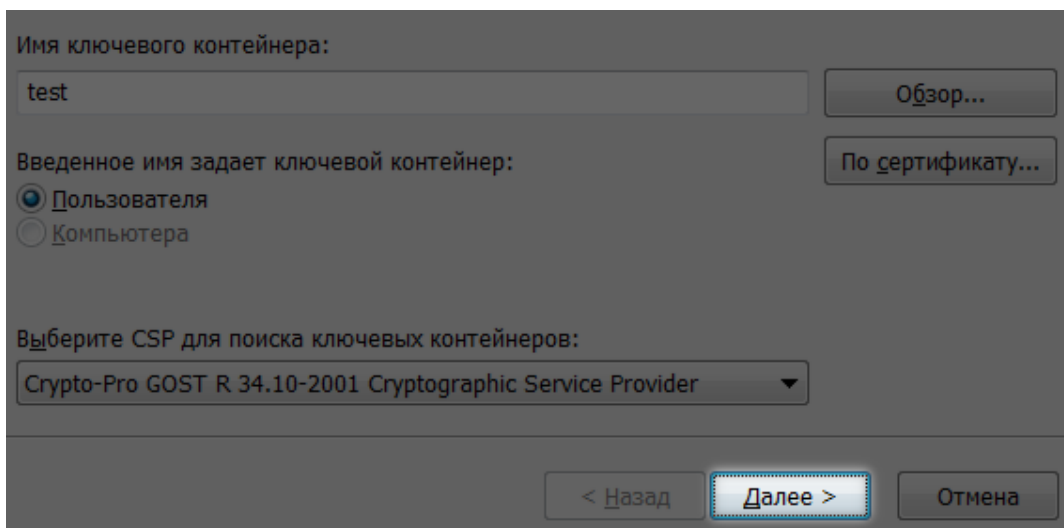 Имя ключевого контейнера:
test
Обзор...
Введенное имя задает ключевой контейнер:
По сертификату...
Пользователя
Компьютера
Выберите CSP для поиска ключевых контейнеров:
Crypto-Pro GOST R 34.10-2001 Cryptographic Service Provider
< Назад
Далее >
Отмена